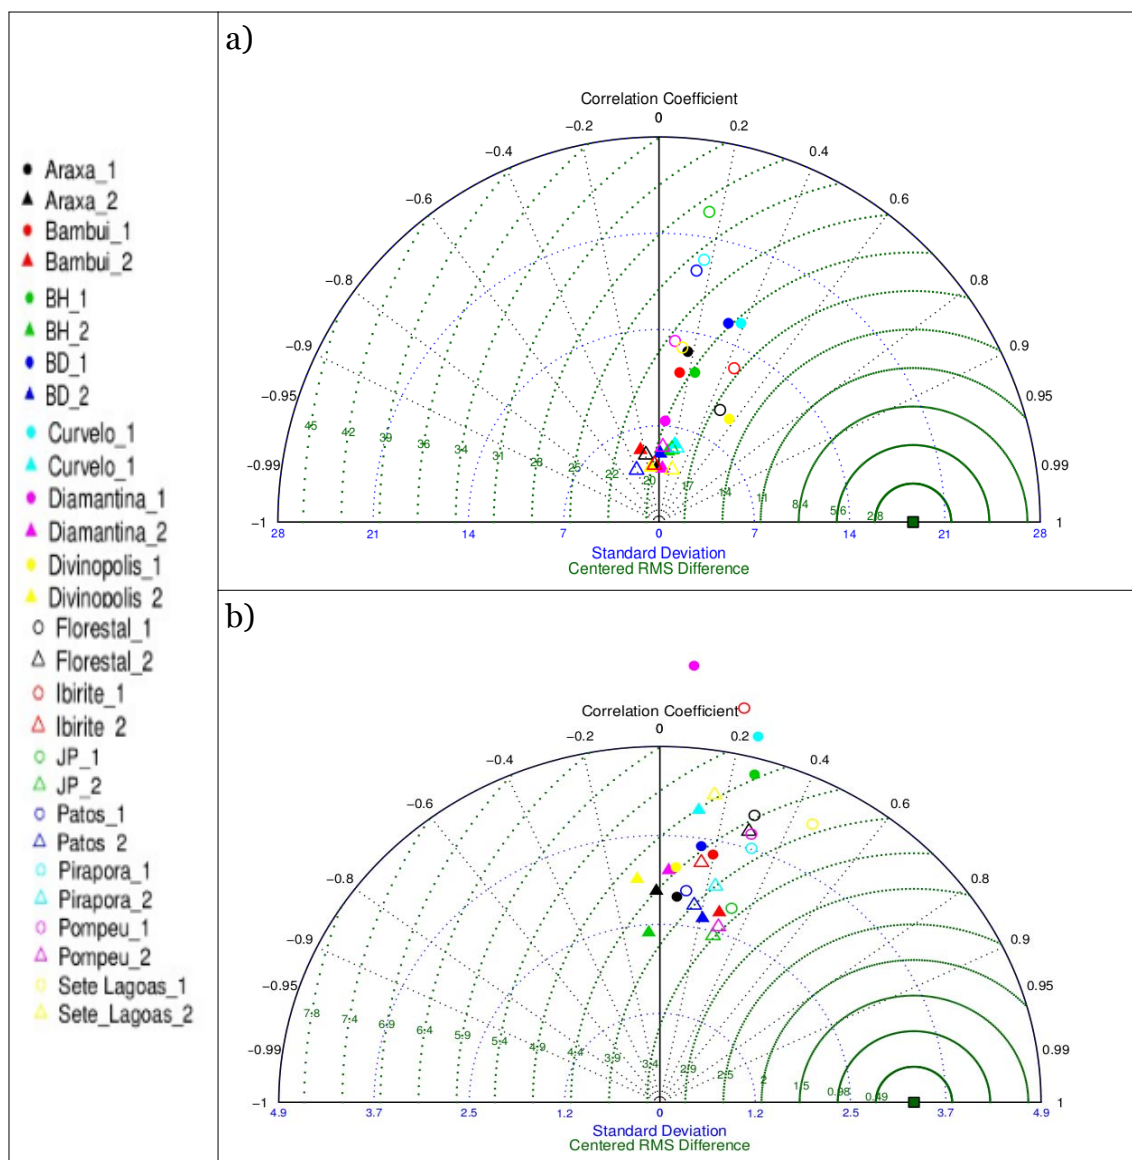 Araxa_1
Araxa_2
Bambui_1
Bambui_2
BH_1
BH_2
BD_1
BD_2
Curvelo_1
Curvelo_1
Diamantina_1
Diamantina_2
Divinopolis_1
Divinopolis_2
Florestal_1
Florestal_2
Ibirite_1
Ibirite_2
JP_1
JP_2
Patos_1
Patos_2
Pirapora_1
Pirapora_2
Pompeu_1
Pompeu_2
Sete Lagoas_1
Sete_Lagoas_2
a)
Correlation Coefficient
−0.2 0 0.2
−0.4 0.4
−0.6 0.6
−0.8 0.8
−0.9 0.9
−0.95 0.95
−0.99 0.99
−1 1
45 42 39 36 34 31 28 25 22 20 17 14 11 8.4 5.6 2.8
28 21 14 7 0 7 14 21 28
Standard Deviation
Centered RMS Difference
b)
Correlation Coefficient
−0.2 0 0.2
−0.4 0.4
−0.6 0.6
−0.8 0.8
−0.9 0.9
−0.95 0.95
−0.99 0.99
−1 1
7.8 7.4 6.9 6.4 5.9 5.4 4.9 4.4 3.9 3.4 2.9 2.5 2 1.5 0.98 0.49
4.9 3.7 2.5 1.2 0 1.2 2.5 3.7 4.9
Standard Deviation
Centered RMS Difference